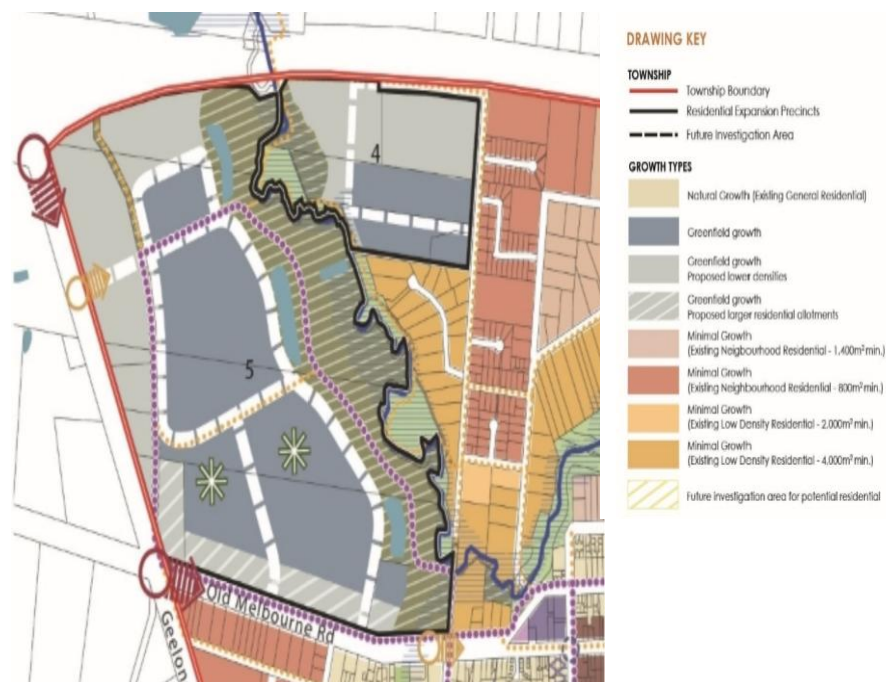 4
5
Old Melbourne Rd
Geelon
DRAWING KEY
TOWNSHIP
Township Boundary
Residential Expansion Precincts
Future Investigation Area
GROWTH TYPES
Natural Growth (Existing General Residential)
Greenfield growth
Greenfield growth
Proposed lower densities
Greenfield growth
Proposed larger residential allotments
Minimal Growth
(Existing Neigbourhood Residential - 1,400m² min.)
Minimal Growth
(Existing Neighbourhood Residential - 800m² min.)
Minimal Growth
(Existing Low Density Residential - 2,000m² min.)
Minimal Growth
(Existing Low Density Residential - 4,000m² min.)
Future investigation area for potential residential